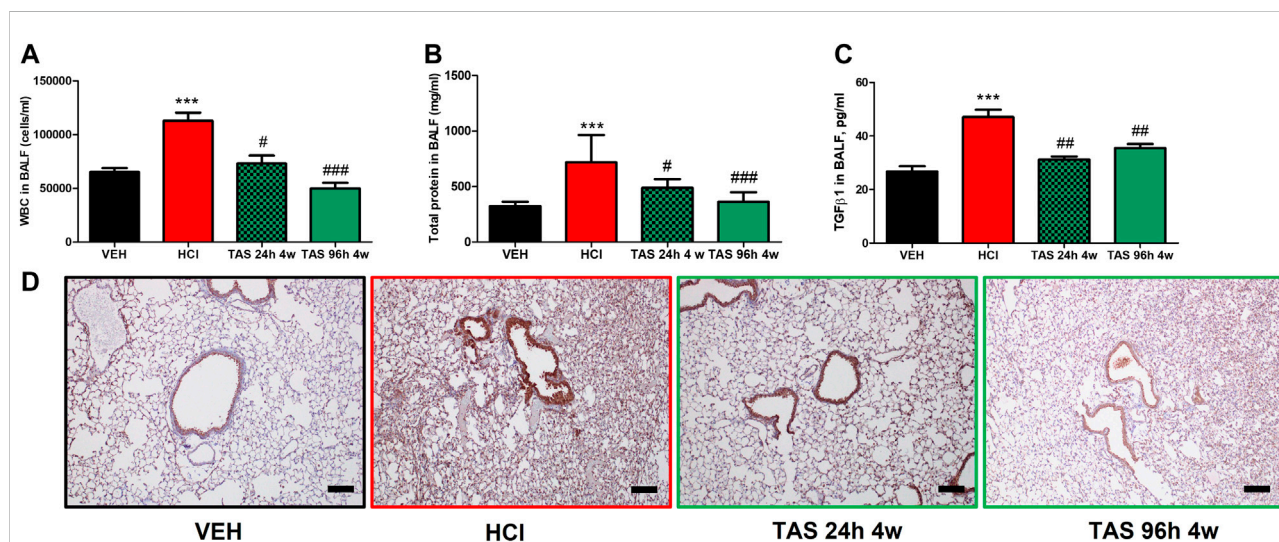 A
WBC in BALF (cells/ml)
150000
100000
50000
0
***
#
###
VEH
HCl
TAS 24h 4w
TAS 96h 4w
B
Total protein in BALF (mg/ml)
1500
1000
500
0
***
#
###
VEH
HCl
TAS 24h 4 w
TAS 96h 4w
C
TGFβ1 in BALF, pg/ml
60
40
20
0
***
##
##
VEH
HCl
TAS 24h 4w
TAS 96h 4w
D
VEH
HCl
TAS 24h 4w
TAS 96h 4w